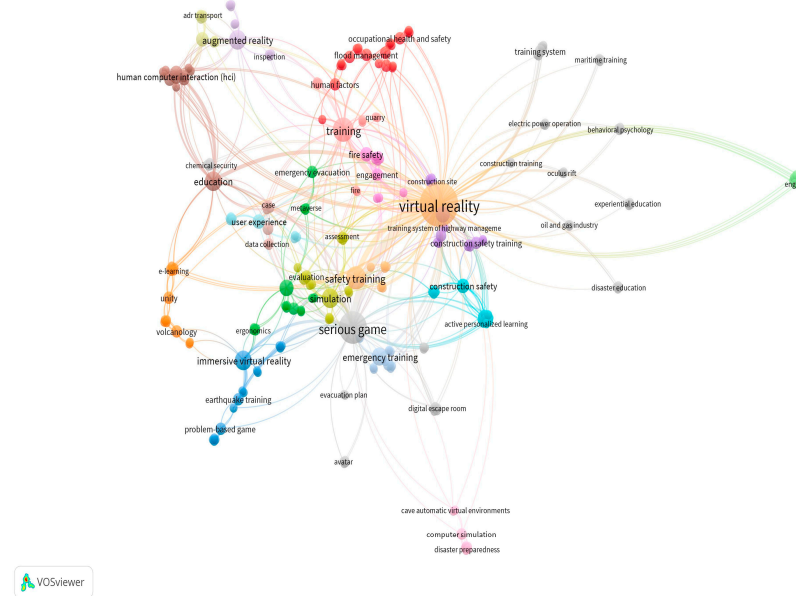 adr transport
augmented reality
occupational health and safety
flood management
inspection
training system
maritime training
human computer interaction (hci)
human factors
quarry
training
electric power operation
behavioral psychology
fire safety
chemical security
education
emergency evacuation
engagement
construction site
construction training
oculus rift
eng
fire
case
metaverse
virtual reality
experiential education
user experience
training system of highway manageme
oil and gas industry
data collection
assessment
construction safety training
e-learning
evaluation
safety training
construction safety
disaster education
unify
simulation
volcanology
ergonomics
serious game
active personalized learning
immersive virtual reality
emergency training
earthquake training
evacuation plan
digital escape room
problem-based game
avatar
cave automatic virtual environments
computer simulation
disaster preparedness
VOSviewer